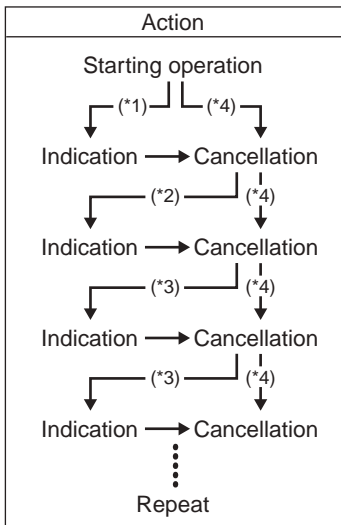 Action
Starting operation
(*1) (*4)
Indication Cancellation
(*2) (*4)
Indication Cancellation
(*3) (*4)
Indication Cancellation
(*3) (*4)
Indication Cancellation
Repeat